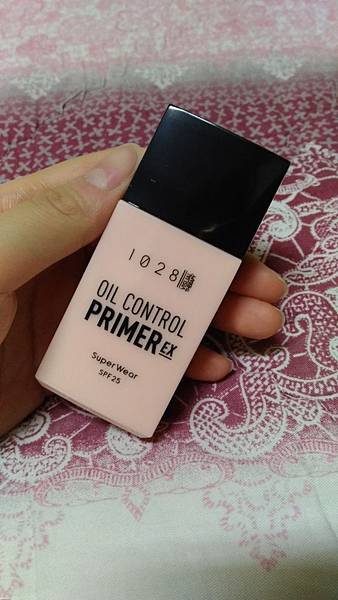 1028
OIL CONTROL
PRIMER EX
Super Wear
SPF25